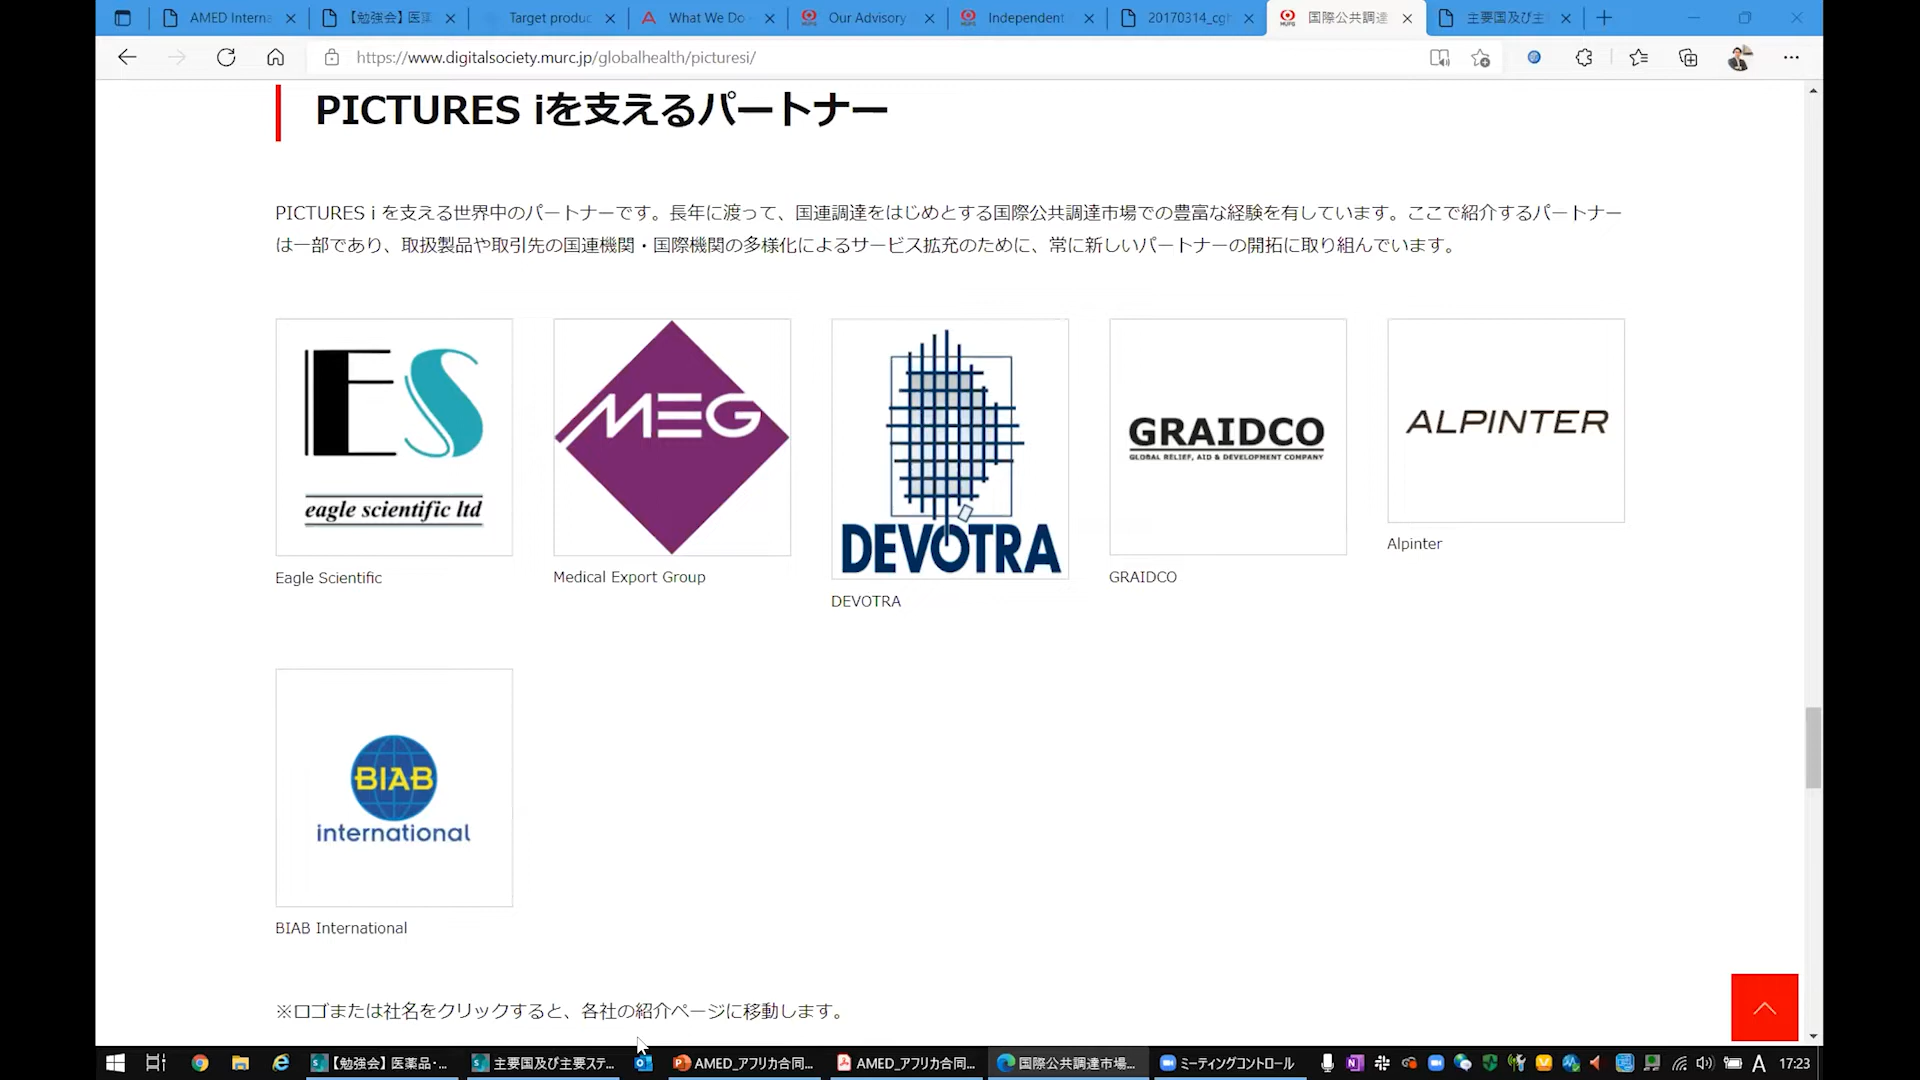 AMED Interna
【勉強会】医薬
Target produc
What We Do
Our Advisory
Independent
20170314_cgh
国際公共調達
主要国及び主
https://www.digitalsociety.murc.jp/globalhealth/picturesi/
PICTURES iを支えるパートナー
PICTURES i を支える世界中のパートナーです。長年に渡って、国連調達をはじめとする国際公共調達市場での豊富な経験を有しています。ここで紹介するパートナー
は一部であり、取扱製品や取引先の国連機関・国際機関の多様化によるサービス拡充のために、常に新しいパートナーの開拓に取り組んでいます。
ES
eagle scientific ltd
Eagle Scientific
MEG
Medical Export Group
DEVOTRA
DEVOTRA
GRAIDCO
GLOBAL RELIEF, AID & DEVELOPMENT COMPANY
GRAIDCO
ALPINTER
Alpinter
BIAB
international
BIAB International
※ロゴまたは社名をクリックすると、各社の紹介ページに移動します。
【勉強会】医薬品・...
主要国及び主要ステ...
AMED_アフリカ合同...
AMED_アフリカ合同...
国際公共調達市場...
ミーティングコントロール
A
17:23